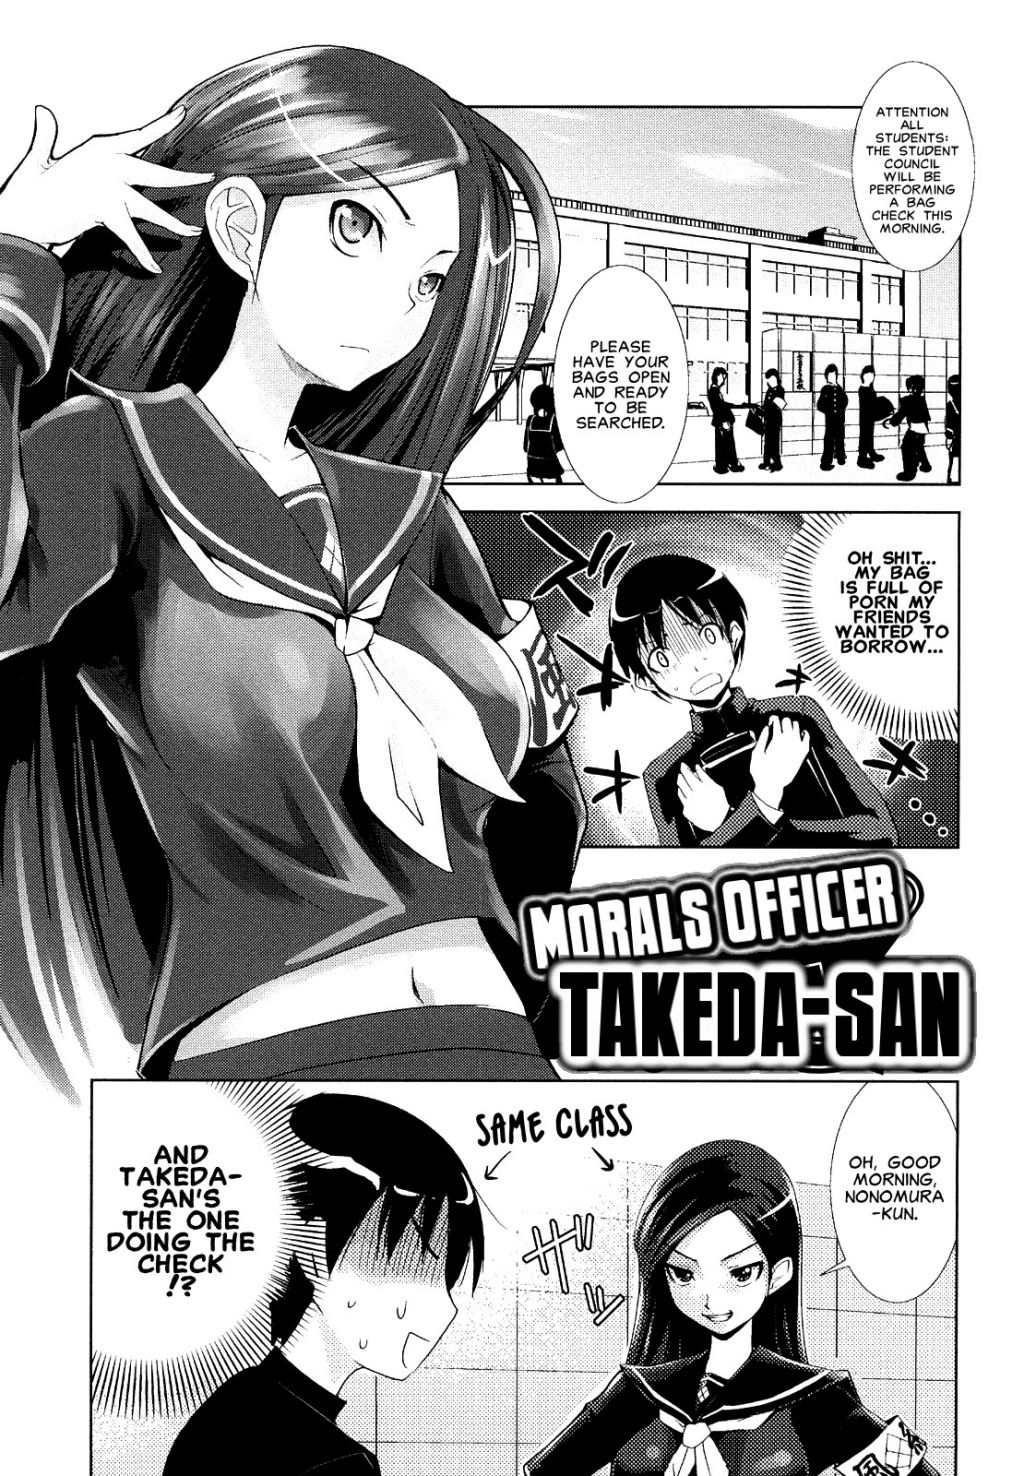 ATTENTION
ALL
STUDENTS:
THE STUDENT
COUNCIL
WILL BE
PERFORMING
A BAG
CHECK THIS
MORNING.
PLEASE
HAVE YOUR
BAGS OPEN
AND READY
TO BE
SEARCHED.
OH SHIT...
MY BAG
IS FULL OF
PORN MY
FRIENDS
WANTED TO
BORROW...
MORALS OFFICER
TAKEDA-SAN
SAME CLASS
OH, GOOD
MORNING,
NONOMURA
-KUN.
AND
TAKEDA-
SAN'S
THE ONE
DOING THE
CHECK
!?